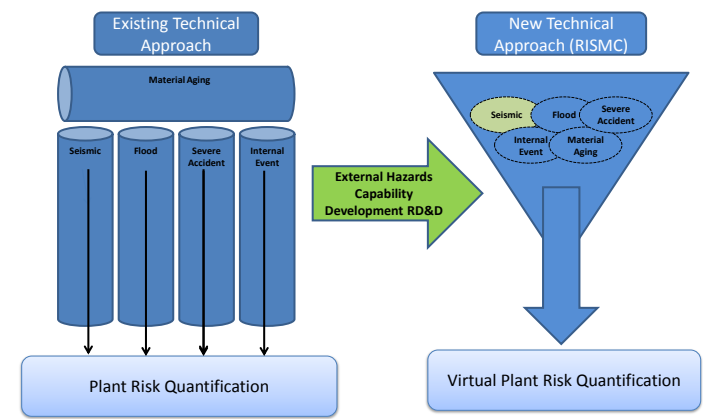 Existing Technical
Approach
Material Aging
Seismic
Flood
Severe
Accident
Internal
Event
Plant Risk Quantification
External Hazards
Capability
Development RD&D
New Technical
Approach (RISMC)
Seismic
Flood
Severe
Accident
Internal
Event
Material
Aging
Virtual Plant Risk Quantification